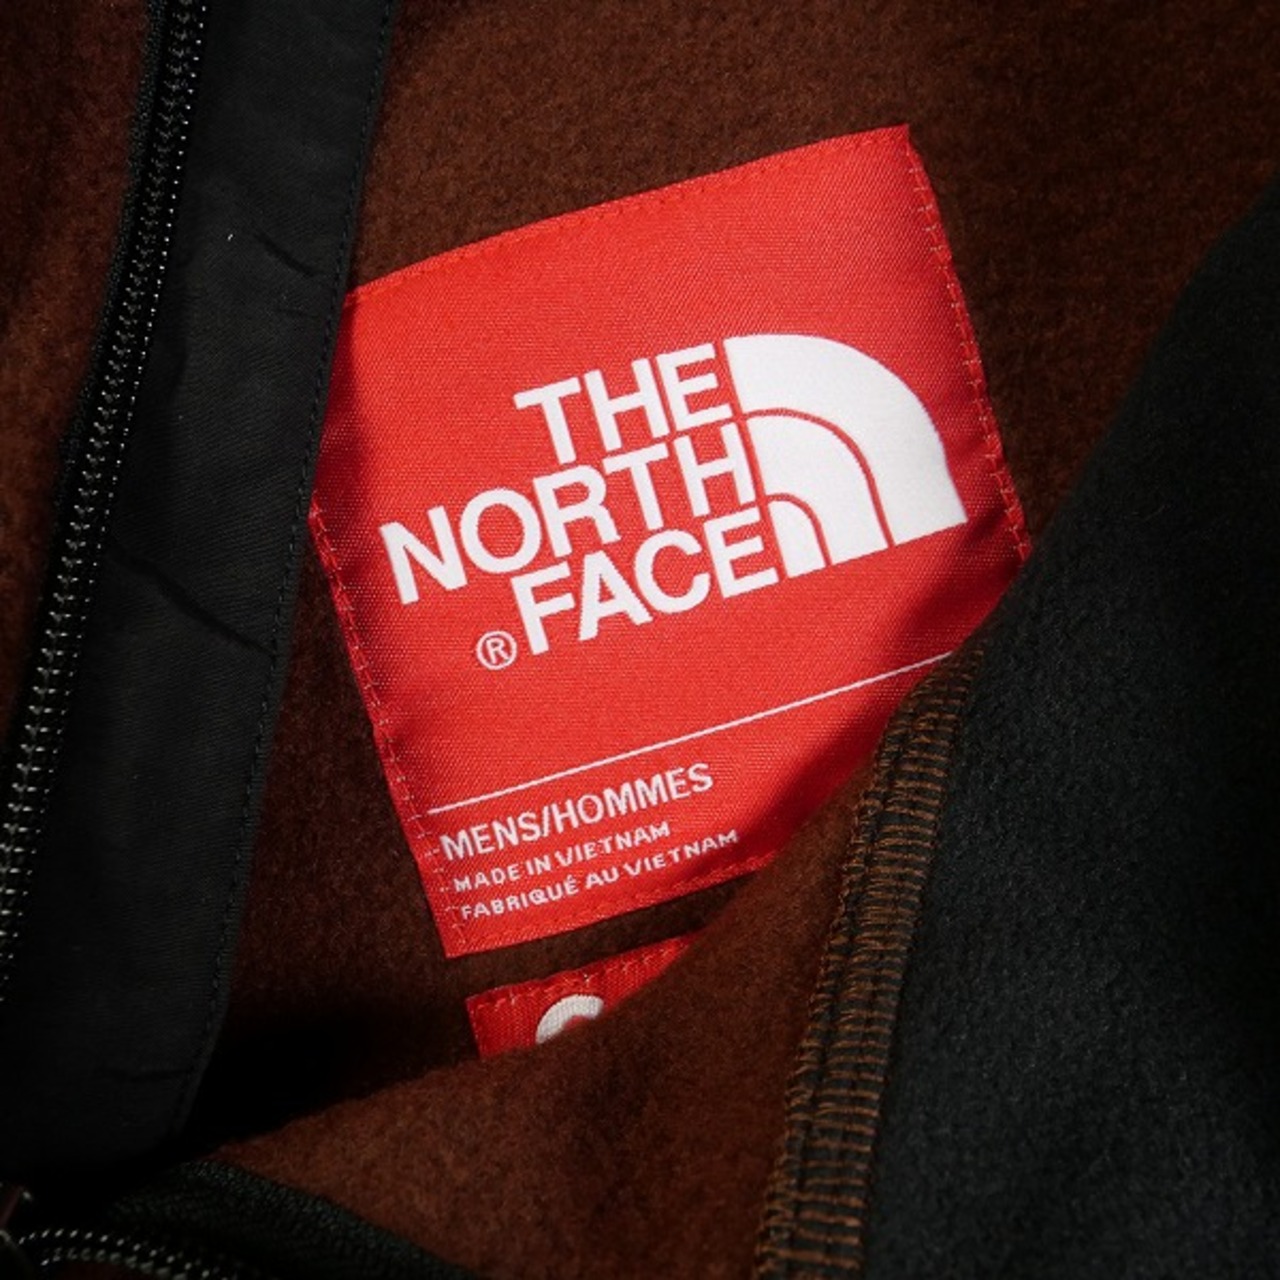 THE
NORTH
FACE
®
MENS/HOMMES
MADE IN VIETNAM
FABRIQUÉ AU VIETNAM